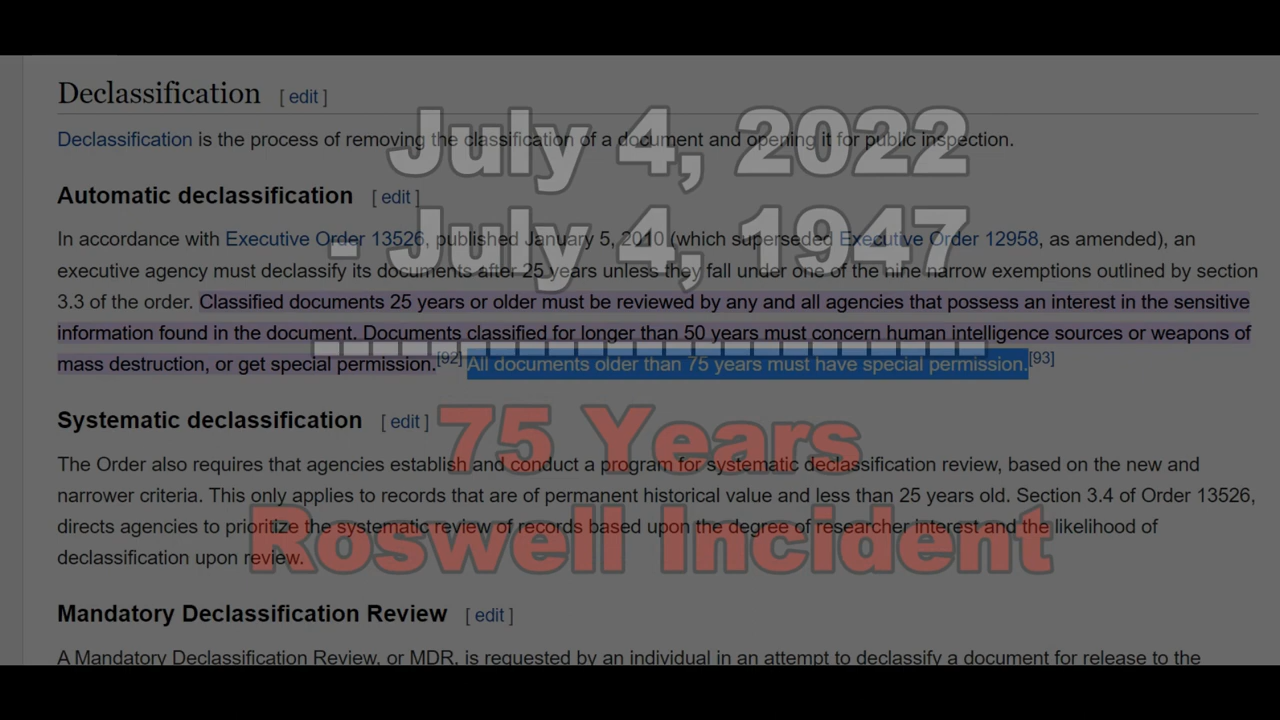 Declassification [ edit ]
Declassification is the process of removing the classification of a document and opening it for public inspection.
July 4, 2022
Automatic declassification [ edit ]
In accordance with Executive Order 13526, published January 5, 2010 (which superseded Executive Order 12958, as amended), an
- July 4, 1947
executive agency must declassify its documents after 25 years unless they fall under one of the nine narrow exemptions outlined by section
3.3 of the order. Classified documents 25 years or older must be reviewed by any and all agencies that possess an interest in the sensitive
information found in the document. Documents classified for longer than 50 years must concern human intelligence sources or weapons of
mass destruction, or get special permission.[92] All documents older than 75 years must have special permission.[93]
Systematic declassification [ edit ]
75 Years
The Order also requires that agencies establish and conduct a program for systematic declassification review, based on the new and
narrower criteria. This only applies to records that are of permanent historical value and less than 25 years old. Section 3.4 of Order 13526,
directs agencies to prioritize the systematic review of records based upon the degree of researcher interest and the likelihood of
Roswell Incident
declassification upon review.
Mandatory Declassification Review [ edit ]
A Mandatory Declassification Review, or MDR, is requested by an individual in an attempt to declassify a document for release to the